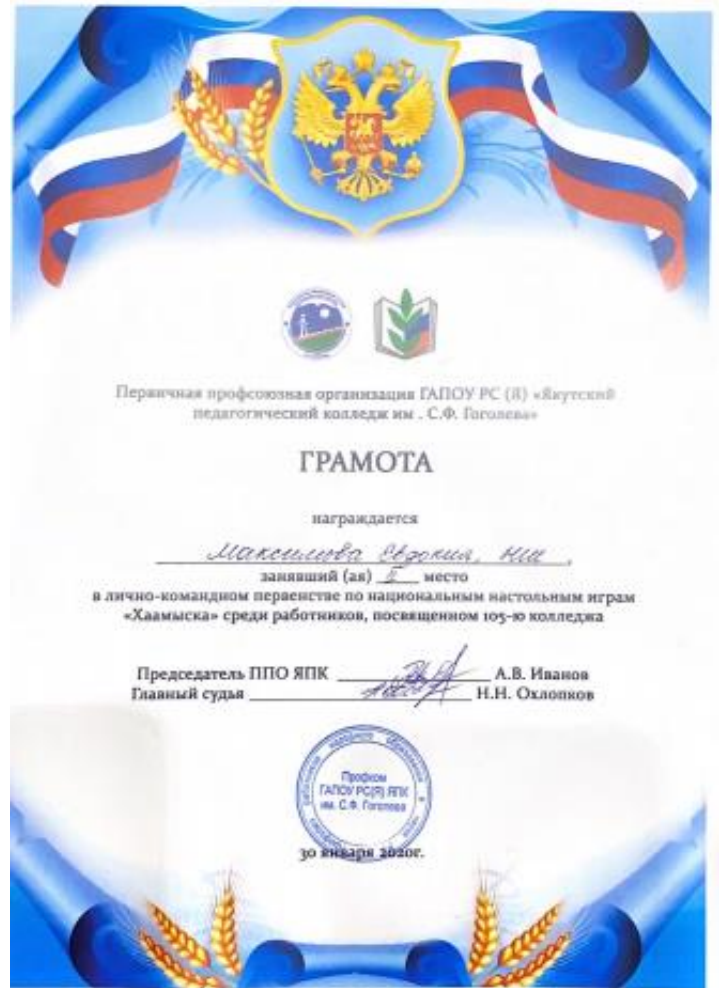 Первичная профсоюзная организация ГАПОУ РС (Я) «Якутский
педагогический колледж им . С.Ф. Гоголева»
ГРАМОТА
награждается
Максимова Евдокия, НШ ,
занявший (ая) II место
в лично-командном первенстве по национальным настольным играм
«Хаамыска» среди работников, посвященном 105-ю колледжа
Председатель ППО ЯПК А.В. Иванов
Главный судья Н.Н. Охлопков
Профком
ГАПОУ РС(Я) ЯПК
им. С.Ф. Гоголева
30 января 2020г.